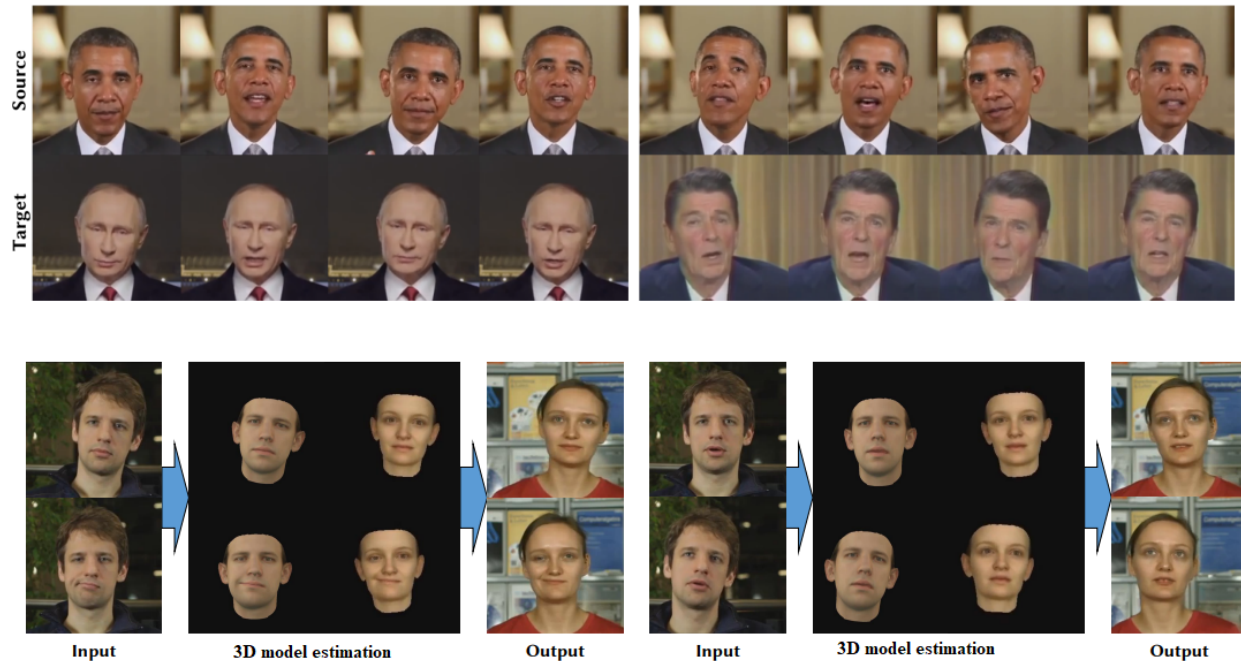 Source
Target
Input
3D model estimation
Output
Input
3D model estimation
Output